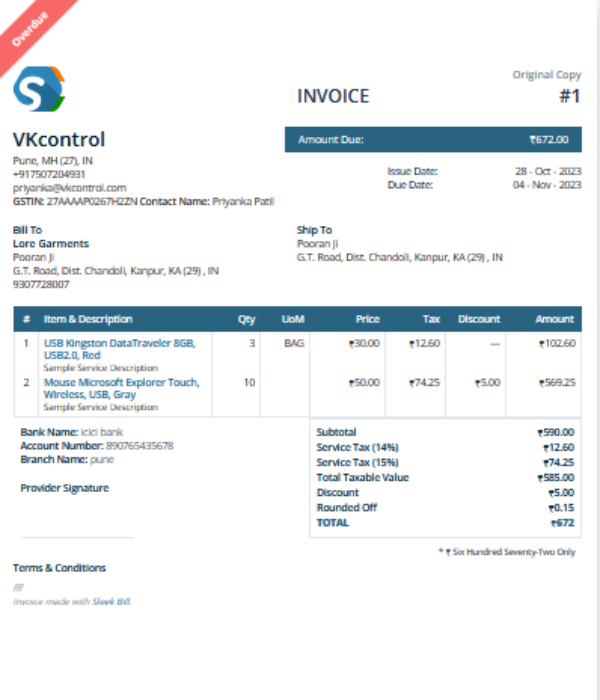 Overdue
Original Copy
INVOICE #1
VKcontrol
Amount Due: ₹672.00
Pune, MH (27), IN
+917507204931
priyanka@vkcontrol.com
GSTIN: 27AAAAP0267H2ZN Contact Name: Priyanka Patil
Issue Date: 28 - Oct - 2023
Due Date: 04 - Nov - 2023
Bill To
Lore Garments
Pooran Ji
G.T. Road, Dist. Chandoli, Kanpur, KA (29) , IN
9307728007
Ship To
Pooran Ji
G.T. Road, Dist. Chandoli, Kanpur, KA (29) , IN
# Item & Description Qty UoM Price Tax Discount Amount
1 USB Kingston DataTraveler 8GB, 3 BAG ₹30.00 ₹12.60 — ₹102.60
USB2.0, Red
Sample Service Description
2 Mouse Microsoft Explorer Touch, 10 ₹50.00 ₹74.25 ₹5.00 ₹569.25
Wireless, USB, Gray
Sample Service Description
Bank Name: icici bank
Account Number: 890765435678
Branch Name: pune
Provider Signature
Subtotal ₹590.00
Service Tax (14%) ₹12.60
Service Tax (15%) ₹74.25
Total Taxable Value ₹585.00
Discount ₹5.00
Rounded Off ₹0.15
TOTAL ₹672
* ₹ Six Hundred Seventy-Two Only
Terms & Conditions
///
Invoice made with Sleek Bill.